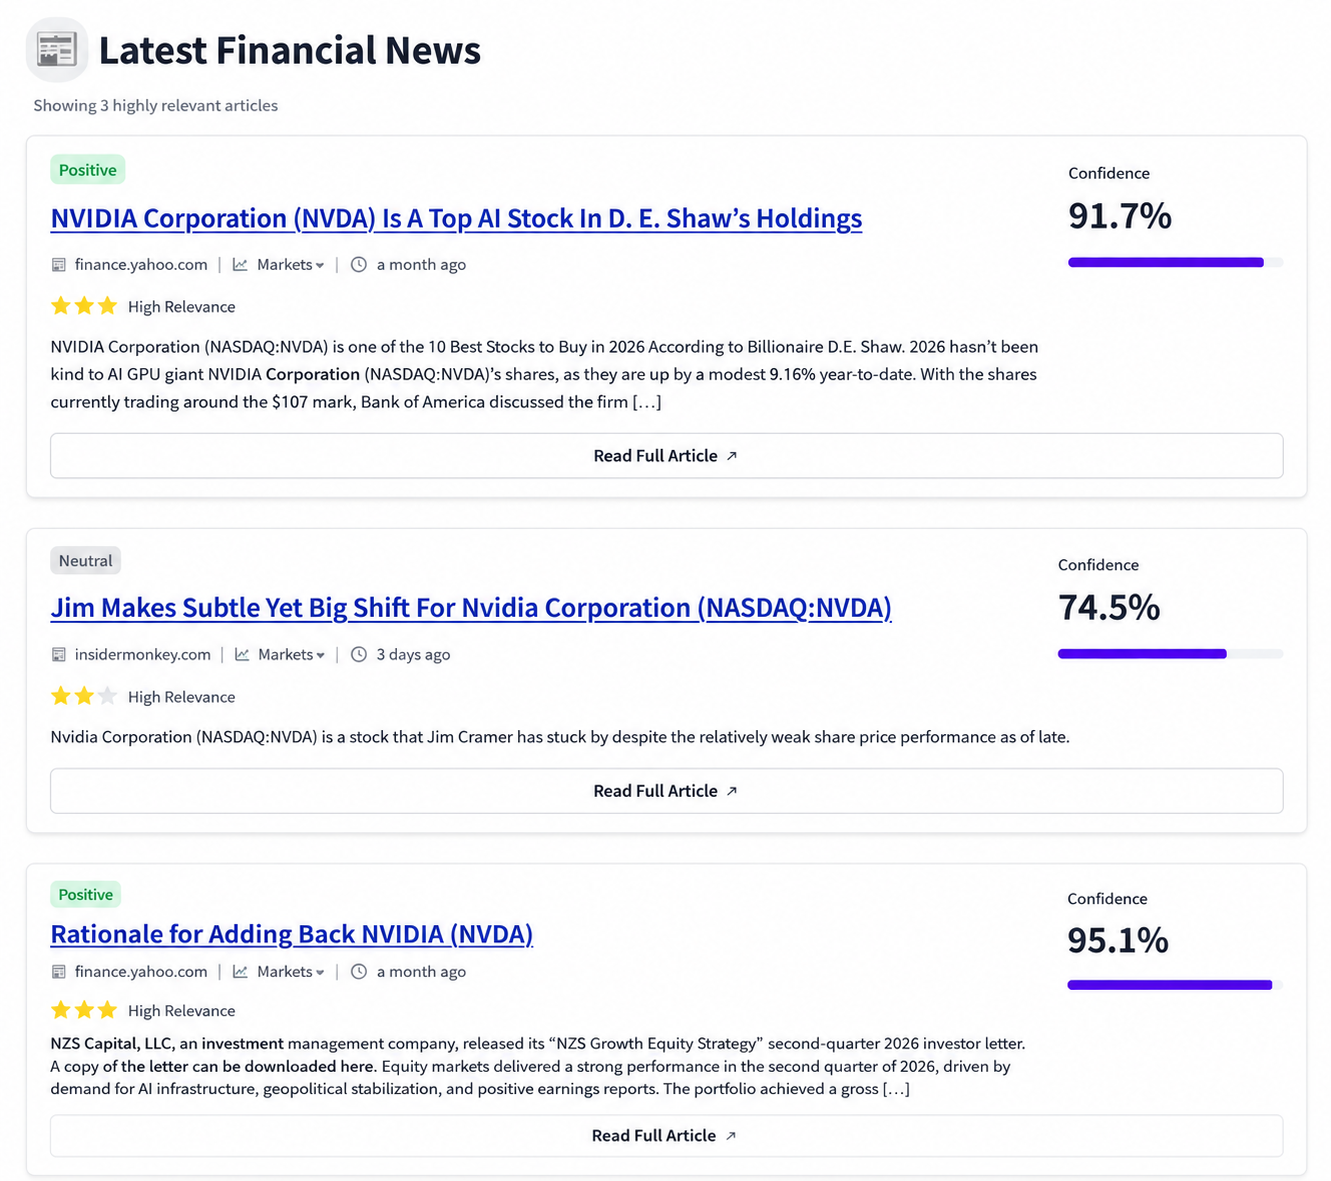 Latest Financial News
Showing 3 highly relevant articles
Positive
Confidence
NVIDIA Corporation (NVDA) Is A Top AI Stock In D. E. Shaw’s Holdings
91.7%
finance.yahoo.com | Markets | a month ago
High Relevance
NVIDIA Corporation (NASDAQ:NVDA) is one of the 10 Best Stocks to Buy in 2026 According to Billionaire D.E. Shaw. 2026 hasn’t been
kind to AI GPU giant NVIDIA Corporation (NASDAQ:NVDA)’s shares, as they are up by a modest 9.16% year-to-date. With the shares
currently trading around the $107 mark, Bank of America discussed the firm […]
Read Full Article ↗
Neutral
Confidence
Jim Makes Subtle Yet Big Shift For Nvidia Corporation (NASDAQ:NVDA)
74.5%
insidermonkey.com | Markets | 3 days ago
High Relevance
Nvidia Corporation (NASDAQ:NVDA) is a stock that Jim Cramer has stuck by despite the relatively weak share price performance as of late.
Read Full Article ↗
Positive
Confidence
Rationale for Adding Back NVIDIA (NVDA)
95.1%
finance.yahoo.com | Markets | a month ago
High Relevance
NZS Capital, LLC, an investment management company, released its “NZS Growth Equity Strategy” second-quarter 2026 investor letter.
A copy of the letter can be downloaded here. Equity markets delivered a strong performance in the second quarter of 2026, driven by
demand for AI infrastructure, geopolitical stabilization, and positive earnings reports. The portfolio achieved a gross […]
Read Full Article ↗